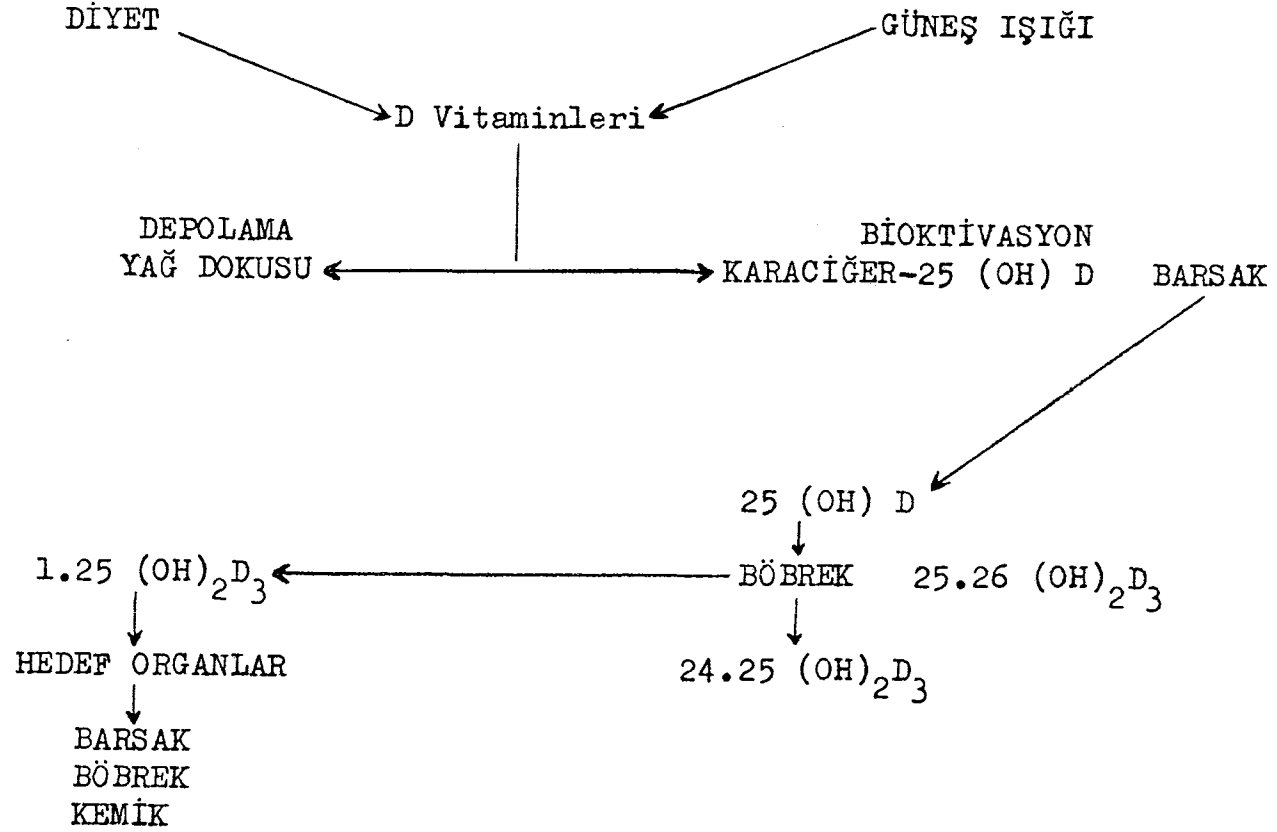 DİYET GÜNEŞ IŞIĞI
D Vitaminleri
DEPOLAMA BİOKTİVASYON
YAĞ DOKUSU KARACİĞER-25 (OH) D BARSAK
25 (OH) D
1.25 (OH)₂D₃ BÖBREK 25.26 (OH)₂D₃
HEDEF ORGANLAR 24.25 (OH)₂D₃
BARSAK
BÖBREK
KEMİK